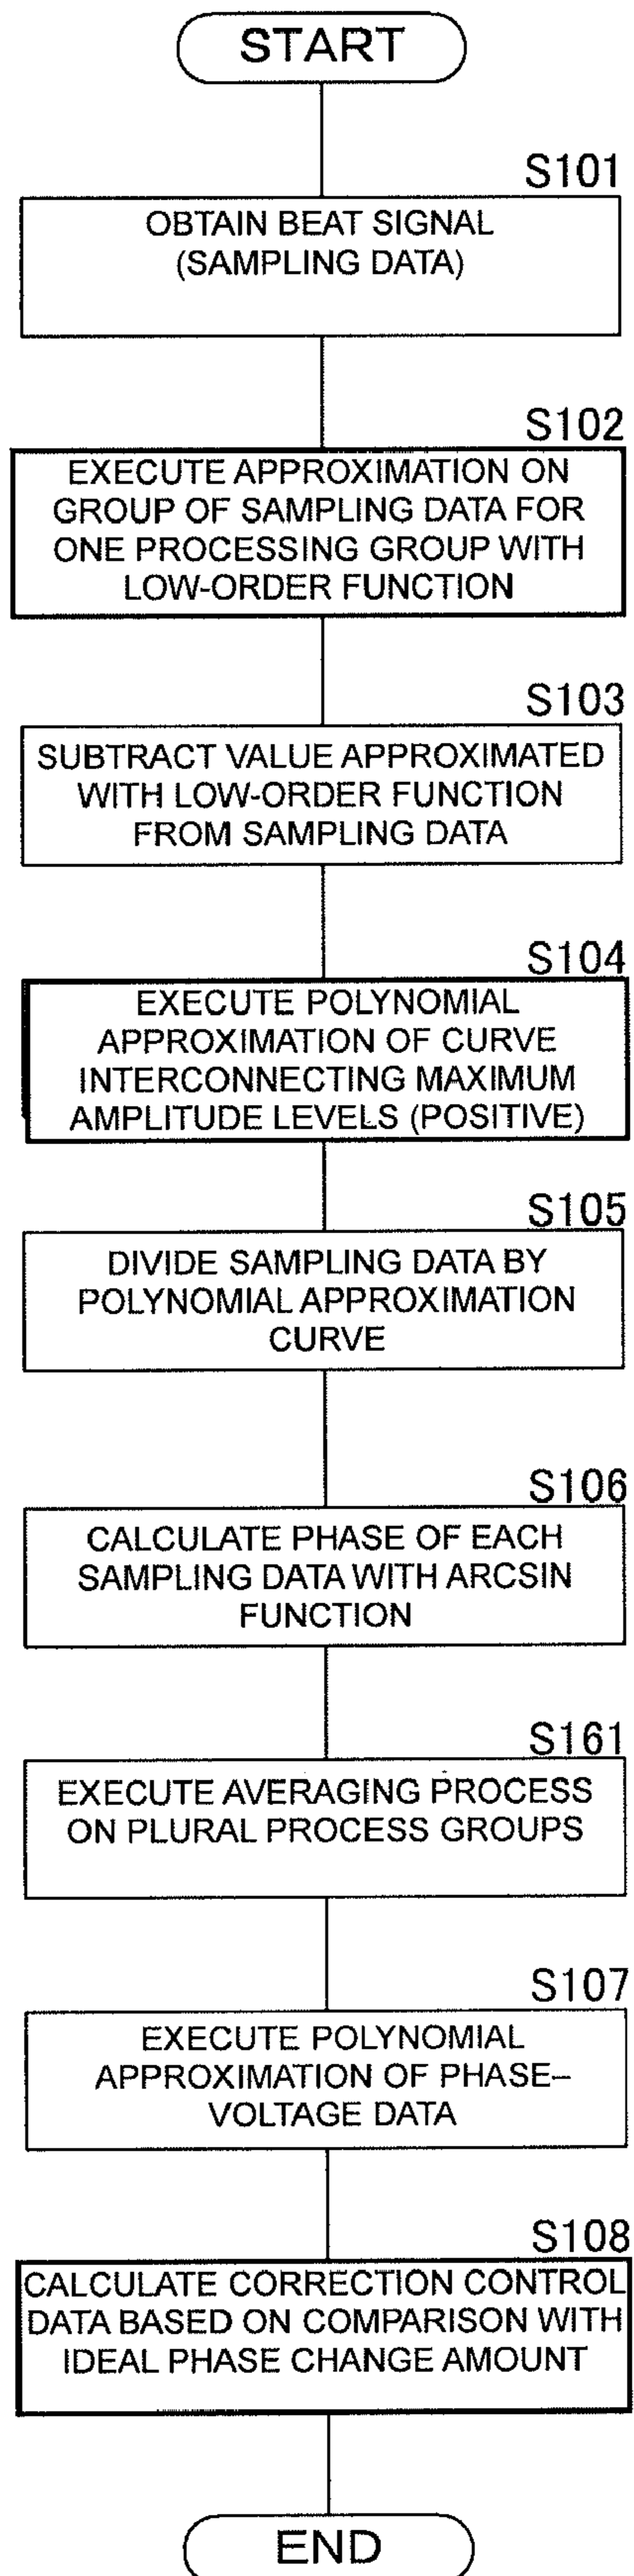 START
S101
OBTAIN BEAT SIGNAL
(SAMPLING DATA)
S102
EXECUTE APPROXIMATION ON
GROUP OF SAMPLING DATA FOR
ONE PROCESSING GROUP WITH
LOW-ORDER FUNCTION
S103
SUBTRACT VALUE APPROXIMATED
WITH LOW-ORDER FUNCTION
FROM SAMPLING DATA
S104
EXECUTE POLYNOMIAL
APPROXIMATION OF CURVE
INTERCONNECTING MAXIMUM
AMPLITUDE LEVELS (POSITIVE)
S105
DIVIDE SAMPLING DATA BY
POLYNOMIAL APPROXIMATION
CURVE
S106
CALCULATE PHASE OF EACH
SAMPLING DATA WITH ARCSIN
FUNCTION
S161
EXECUTE AVERAGING PROCESS
ON PLURAL PROCESS GROUPS
S107
EXECUTE POLYNOMIAL
APPROXIMATION OF PHASE–
VOLTAGE DATA
S108
CALCULATE CORRECTION CONTROL
DATA BASED ON COMPARISON WITH
IDEAL PHASE CHANGE AMOUNT
END